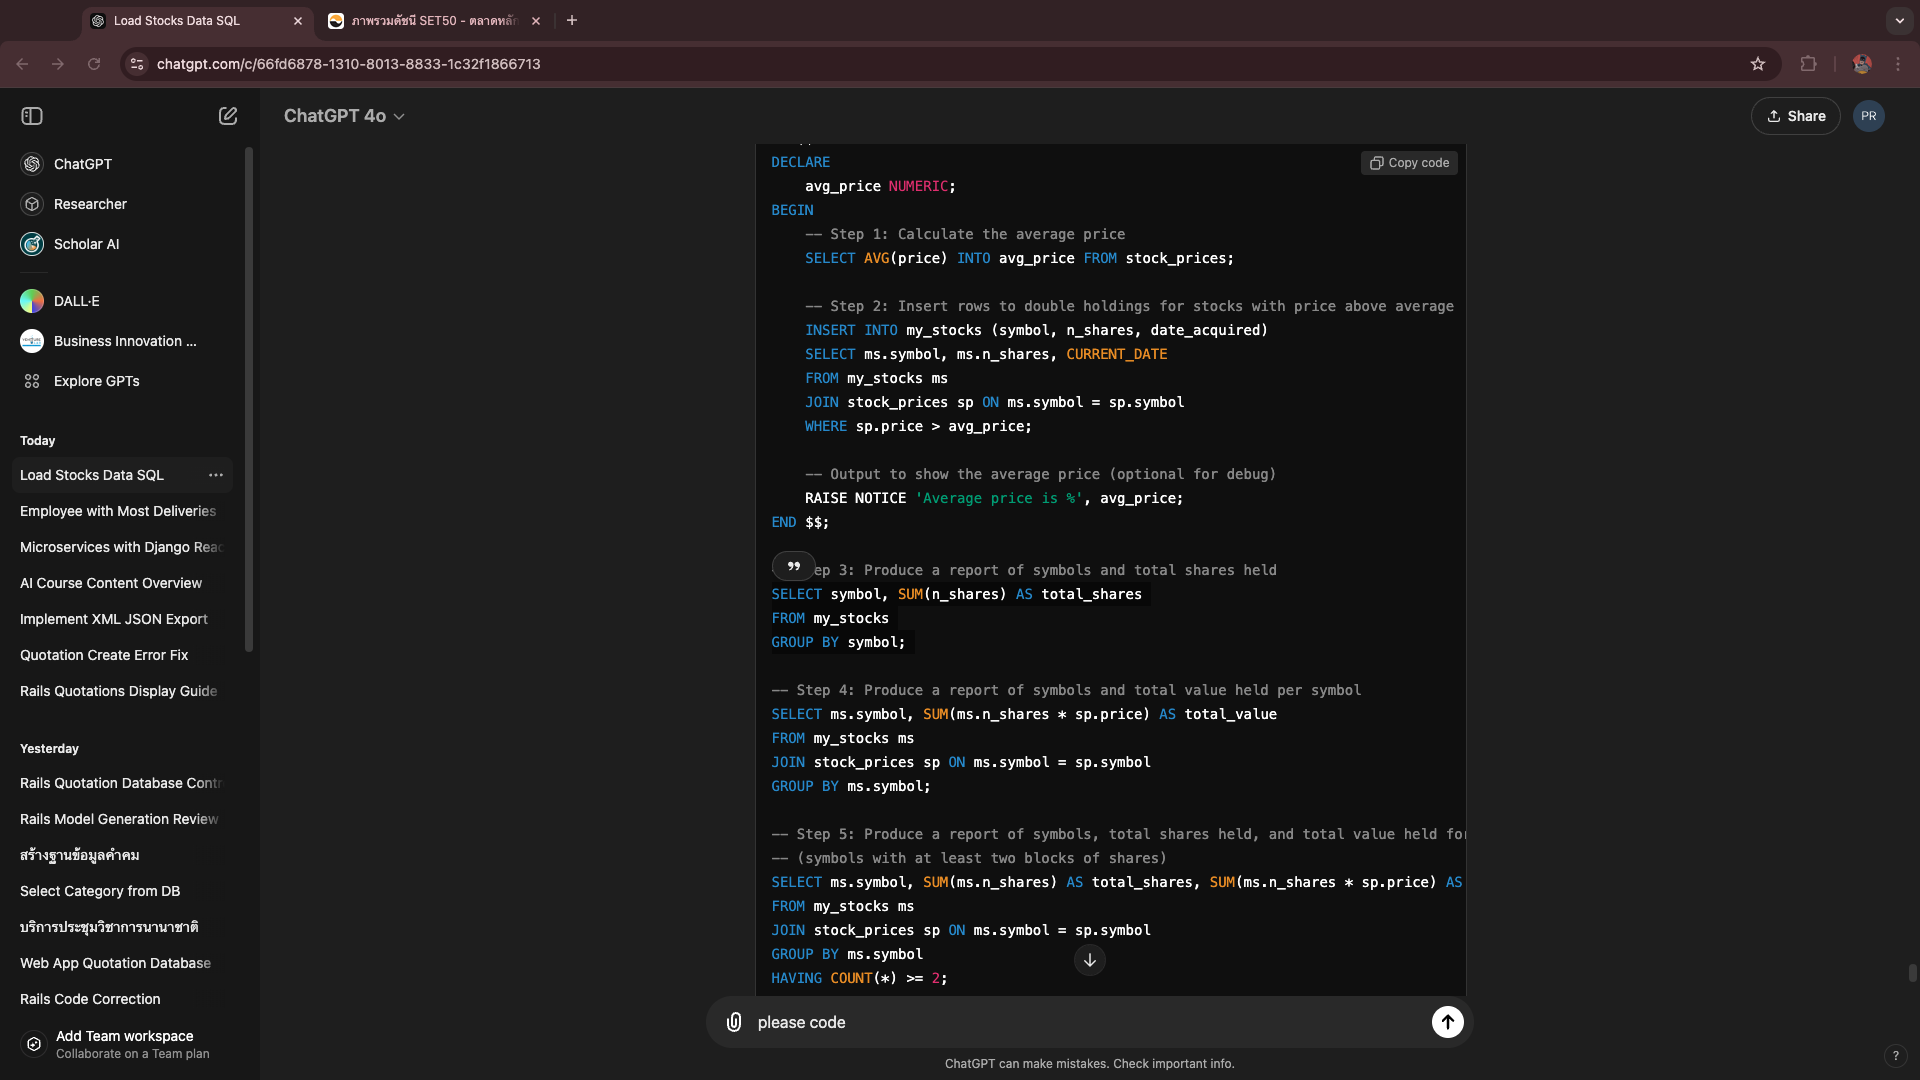 Load Stocks Data SQL
ภาพรวมดัชนี SET50 - ตลาดหลัก
chatgpt.com/c/66fd6878-1310-8013-8833-1c32f1866713
ChatGPT 4o
Share
PR
ChatGPT
Researcher
Scholar AI
DALL·E
Business Innovation ...
Explore GPTs
Today
Load Stocks Data SQL
Employee with Most Deliveries
Microservices with Django Reac
AI Course Content Overview
Implement XML JSON Export
Quotation Create Error Fix
Rails Quotations Display Guide
Yesterday
Rails Quotation Database Contr
Rails Model Generation Review
สร้างฐานข้อมูลคำคม
Select Category from DB
บริการประชุมวิชาการนานาชาติ
Web App Quotation Database
Rails Code Correction
Add Team workspace
Collaborate on a Team plan
Copy code
DECLARE
avg_price NUMERIC;
BEGIN
-- Step 1: Calculate the average price
SELECT AVG(price) INTO avg_price FROM stock_prices;
-- Step 2: Insert rows to double holdings for stocks with price above average
INSERT INTO my_stocks (symbol, n_shares, date_acquired)
SELECT ms.symbol, ms.n_shares, CURRENT_DATE
FROM my_stocks ms
JOIN stock_prices sp ON ms.symbol = sp.symbol
WHERE sp.price > avg_price;
-- Output to show the average price (optional for debug)
RAISE NOTICE 'Average price is %', avg_price;
END $$;
ep 3: Produce a report of symbols and total shares held
SELECT symbol, SUM(n_shares) AS total_shares
FROM my_stocks
GROUP BY symbol;
-- Step 4: Produce a report of symbols and total value held per symbol
SELECT ms.symbol, SUM(ms.n_shares * sp.price) AS total_value
FROM my_stocks ms
JOIN stock_prices sp ON ms.symbol = sp.symbol
GROUP BY ms.symbol;
-- Step 5: Produce a report of symbols, total shares held, and total value held for
-- (symbols with at least two blocks of shares)
SELECT ms.symbol, SUM(ms.n_shares) AS total_shares, SUM(ms.n_shares * sp.price) AS
FROM my_stocks ms
JOIN stock_prices sp ON ms.symbol = sp.symbol
GROUP BY ms.symbol
HAVING COUNT(*) >= 2;
please code
ChatGPT can make mistakes. Check important info.
?